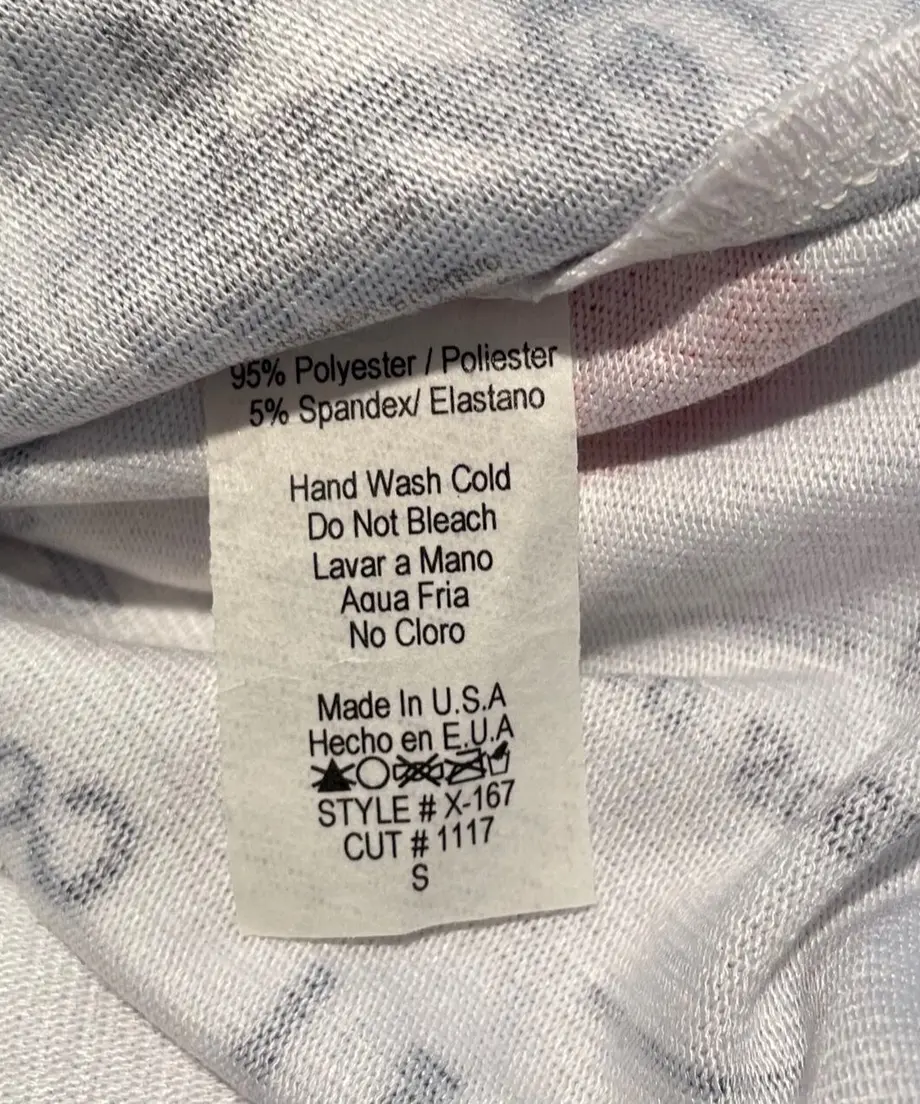 95% Polyester / Poliester
5% Spandex/ Elastano
Hand Wash Cold
Do Not Bleach
Lavar a Mano
Agua Fria
No Cloro
Made In U.S.A
Hecho en E.U.A
STYLE # X-167
CUT # 1117
S